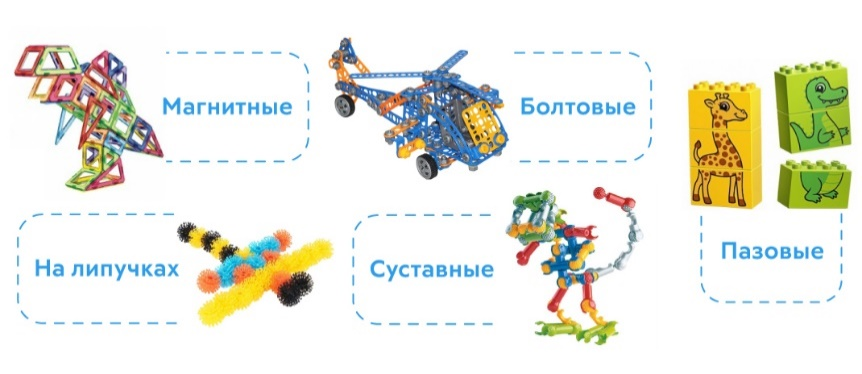 Магнитные
Болтовые
На липучках
Суставные
Пазовые